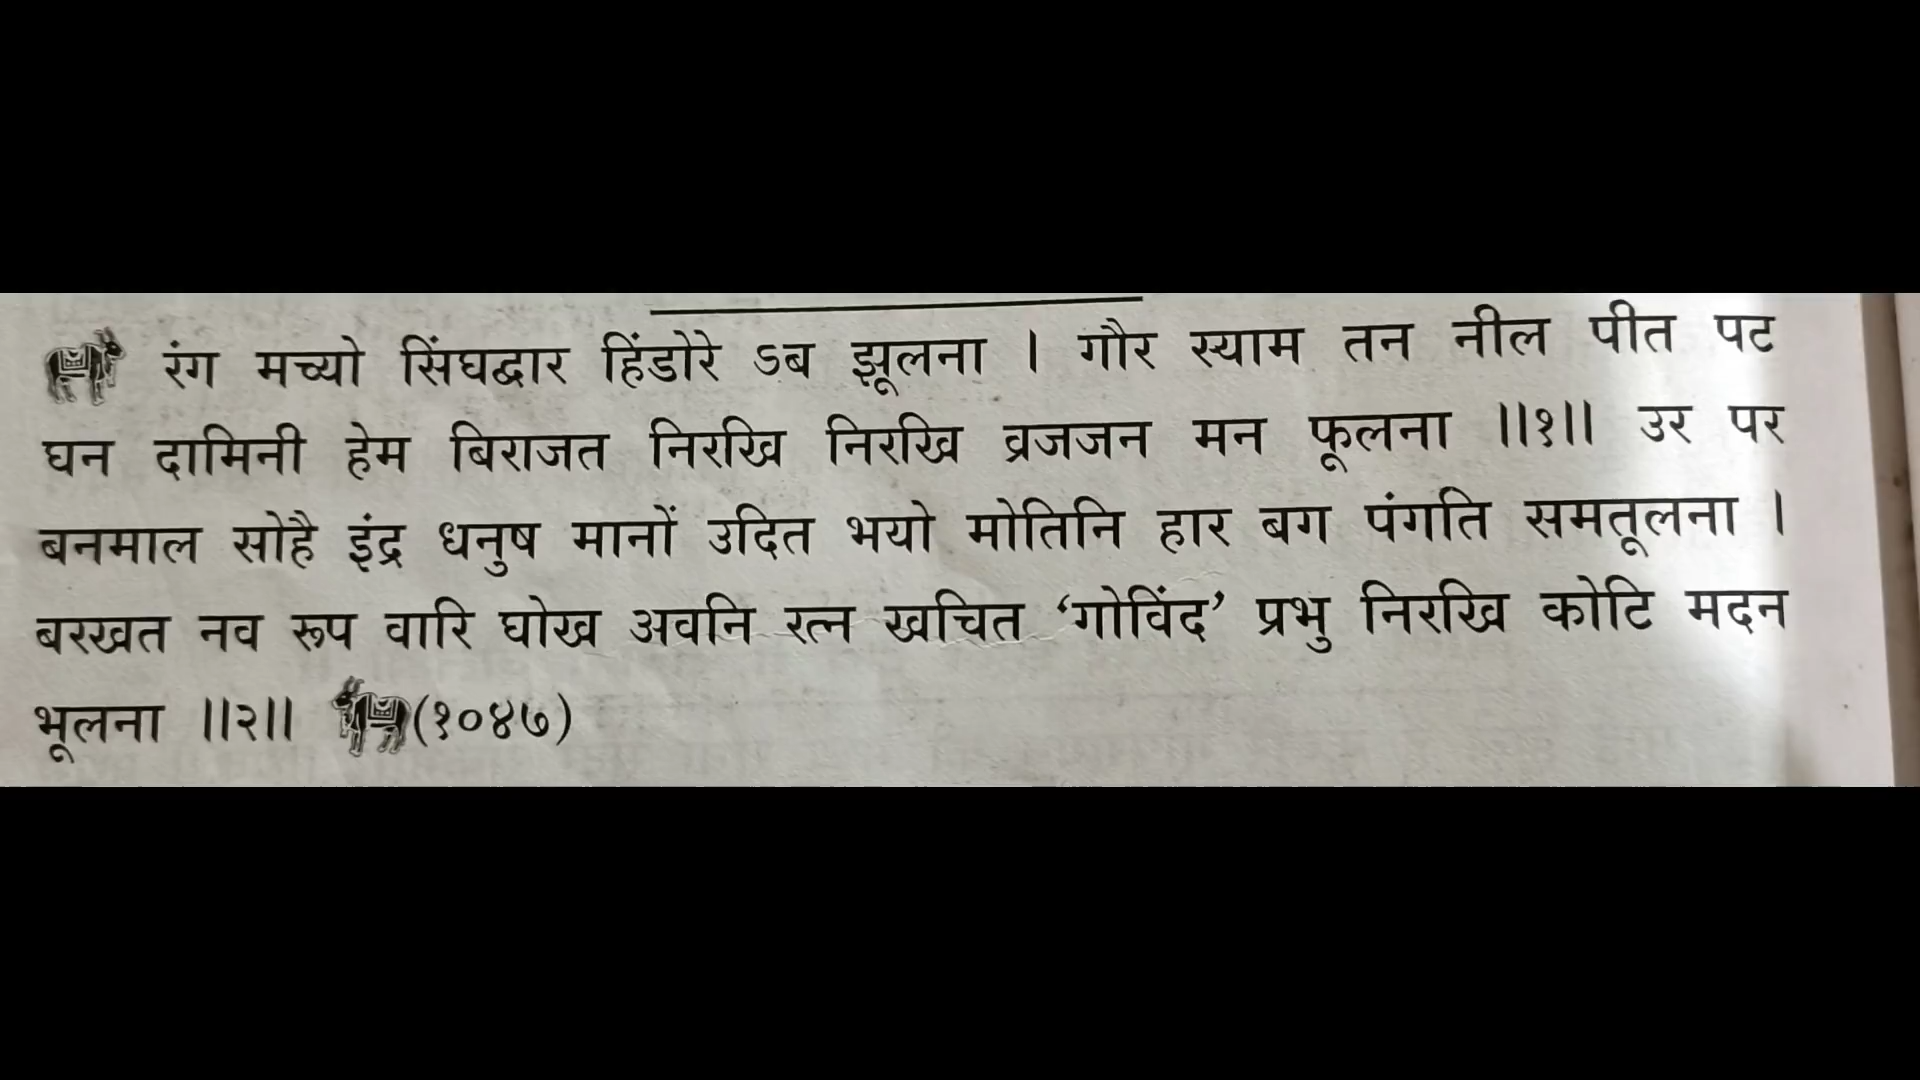 रंग मच्यो सिंघद्वार हिंडोरे ऽब झूलना । गौर स्याम तन नील पीत पट
घन दामिनी हेम बिराजत निरखि निरखि व्रजजन मन फूलना ॥१॥ उर पर
बनमाल सोहै इंद्र धनुष मानों उदित भयो मोतिनि हार बग पंगति समतूलना ।
बरखत नव रूप वारि घोख अवनि रत्न खचित ‘गोविंद’ प्रभु निरखि कोटि मदन
भूलना ॥२॥ (१०४७)